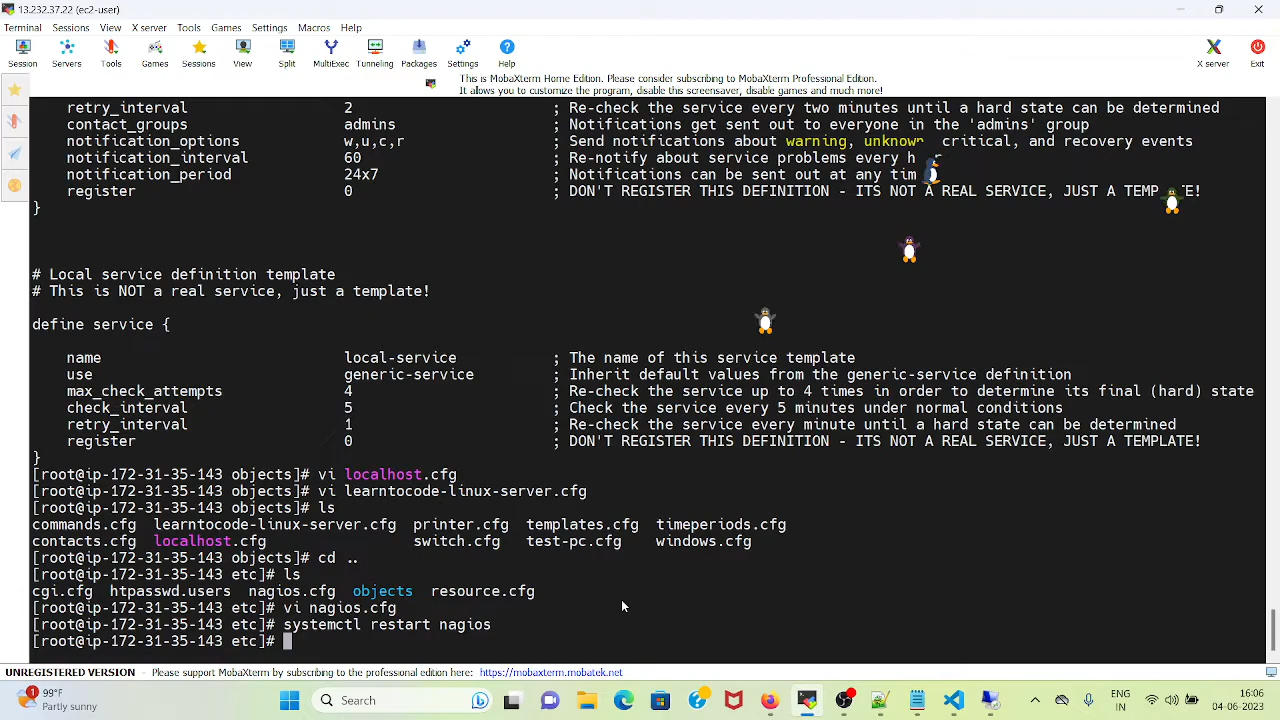 13.232.37.22 (ec2-user)
Terminal Sessions View X server Tools Games Settings Macros Help
Session Servers Tools Games Sessions View Split MultiExec Tunneling Packages Settings Help X server Exit
This is MobaXterm Home Edition. Please consider subscribing to MobaXterm Professional Edition.
It allows you to customize the program, disable this screensaver, disable games and much more!
retry_interval 2 ; Re-check the service every two minutes until a hard state can be determined
contact_groups admins ; Notifications get sent out to everyone in the 'admins' group
notification_options w,u,c,r ; Send notifications about warning, unknown critical, and recovery events
notification_interval 60 ; Re-notify about service problems every h
notification_period 24x7 ; Notifications can be sent out at any tim
register 0 ; DON'T REGISTER THIS DEFINITION - ITS NOT A REAL SERVICE, JUST A TEMP E!
}
# Local service definition template
# This is NOT a real service, just a template!
define service {
name local-service ; The name of this service template
use generic-service ; Inherit default values from the generic-service definition
max_check_attempts 4 ; Re-check the service up to 4 times in order to determine its final (hard) state
check_interval 5 ; Check the service every 5 minutes under normal conditions
retry_interval 1 ; Re-check the service every minute until a hard state can be determined
register 0 ; DON'T REGISTER THIS DEFINITION - ITS NOT A REAL SERVICE, JUST A TEMPLATE!
}
[root@ip-172-31-35-143 objects]# vi localhost.cfg
[root@ip-172-31-35-143 objects]# vi learntocode-linux-server.cfg
[root@ip-172-31-35-143 objects]# ls
commands.cfg learntocode-linux-server.cfg printer.cfg templates.cfg timeperiods.cfg
contacts.cfg localhost.cfg switch.cfg test-pc.cfg windows.cfg
[root@ip-172-31-35-143 objects]# cd ..
[root@ip-172-31-35-143 etc]# ls
cgi.cfg htpasswd.users nagios.cfg objects resource.cfg
[root@ip-172-31-35-143 etc]# vi nagios.cfg
[root@ip-172-31-35-143 etc]# systemctl restart nagios
[root@ip-172-31-35-143 etc]#
UNREGISTERED VERSION - Please support MobaXterm by subscribing to the professional edition here: https://mobaxterm.mobatek.net
1 99°F
Partly sunny
Search
ENG
IN
16:06
04-06-2023